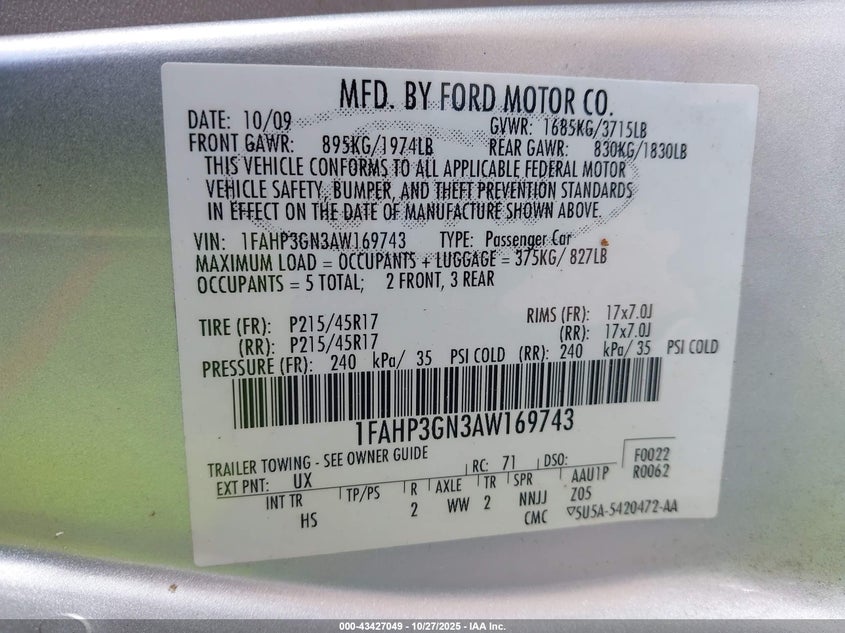 MFD. BY FORD MOTOR CO.
DATE: 10/09 GVWR: 1685KG/3715LB
FRONT GAWR: 895KG/1974LB REAR GAWR: 830KG/1830LB
THIS VEHICLE CONFORMS TO ALL APPLICABLE FEDERAL MOTOR
VEHICLE SAFETY, BUMPER, AND THEFT PREVENTION STANDARDS
IN EFFECT ON THE DATE OF MANUFACTURE SHOWN ABOVE.
VIN: 1FAHP3GN3AW169743 TYPE: Passenger Car
MAXIMUM LOAD = OCCUPANTS + LUGGAGE = 375KG/ 827LB
OCCUPANTS = 5 TOTAL; 2 FRONT, 3 REAR
TIRE (FR): P215/45R17 RIMS (FR): 17x7.0J
(RR): P215/45R17 (RR): 17x7.0J
PRESSURE (FR): 240 kPa/ 35 PSI COLD (RR): 240 kPa/ 35 PSI COLD
1FAHP3GN3AW169743
TRAILER TOWING - SEE OWNER GUIDE
EXT PNT: UX RC: 71 DSO: F0022
INT TR TP/PS R AXLE TR SPR AAU1P R0062
HS 2 WW 2 NNJJ Z05
CMC ▽5U5A-5420472-AA
000-43427049 | 10/27/2025 - IAA Inc.